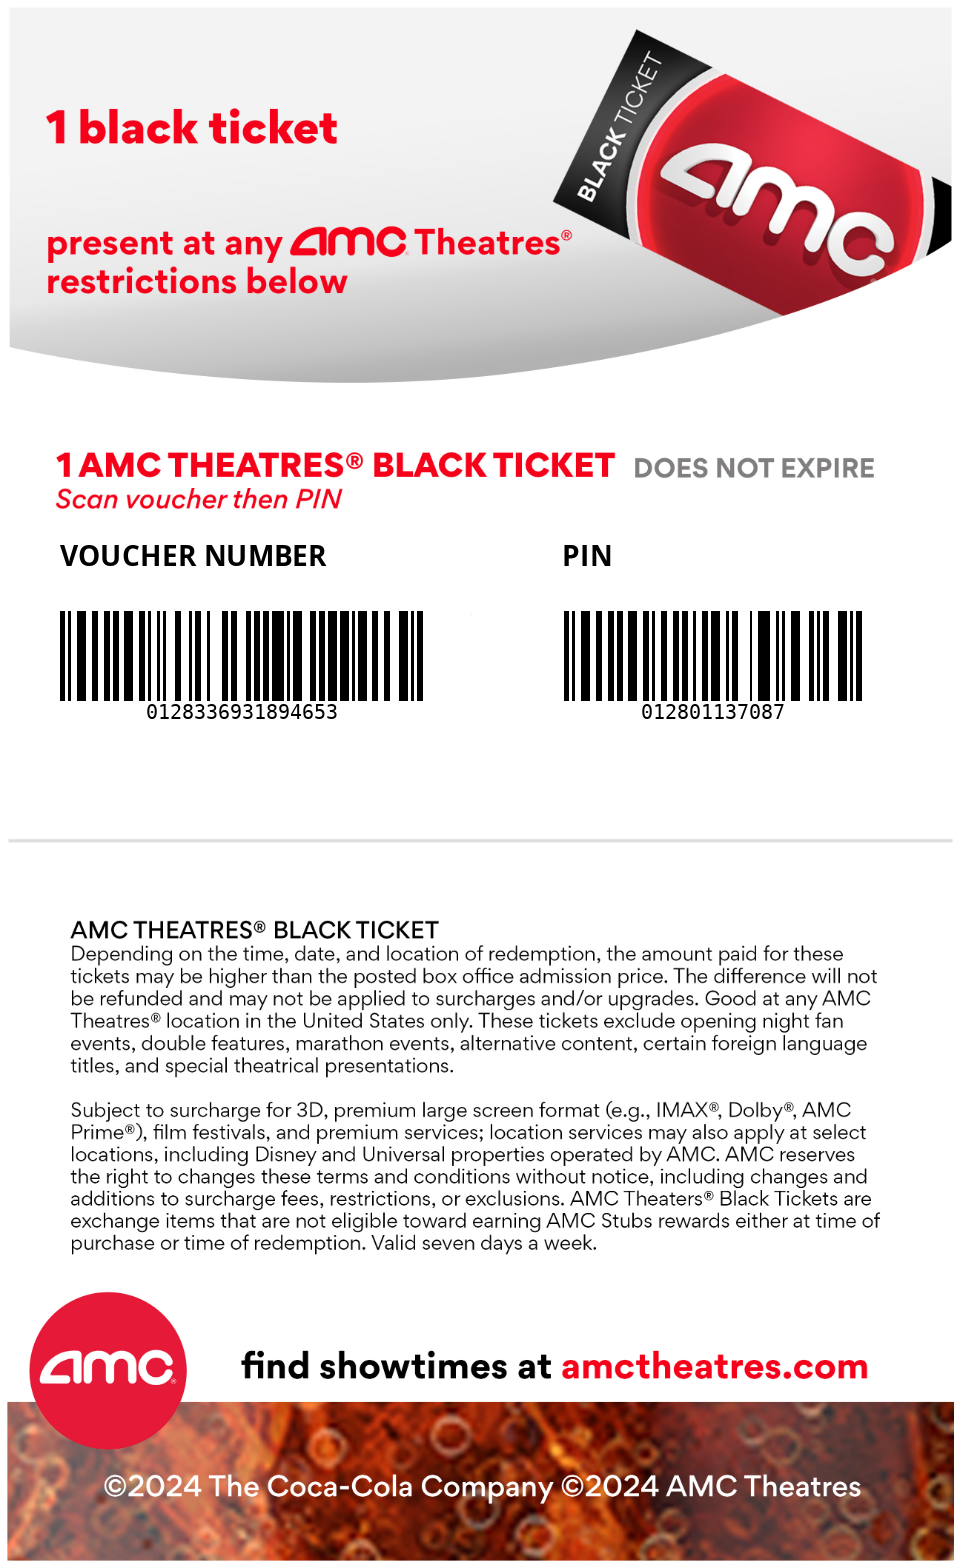 1 black ticket
BLACK TICKET
amc
present at any amc Theatres®
restrictions below
1 AMC THEATRES® BLACK TICKET DOES NOT EXPIRE
Scan voucher then PIN
VOUCHER NUMBER PIN
0128336931894653 012801137087
AMC THEATRES® BLACK TICKET
Depending on the time, date, and location of redemption, the amount paid for these
tickets may be higher than the posted box office admission price. The difference will not
be refunded and may not be applied to surcharges and/or upgrades. Good at any AMC
Theatres® location in the United States only. These tickets exclude opening night fan
events, double features, marathon events, alternative content, certain foreign language
titles, and special theatrical presentations.
Subject to surcharge for 3D, premium large screen format (e.g., IMAX®, Dolby®, AMC
Prime®), film festivals, and premium services; location services may also apply at select
locations, including Disney and Universal properties operated by AMC. AMC reserves
the right to changes these terms and conditions without notice, including changes and
additions to surcharge fees, restrictions, or exclusions. AMC Theaters® Black Tickets are
exchange items that are not eligible toward earning AMC Stubs rewards either at time of
purchase or time of redemption. Valid seven days a week.
amc®
find showtimes at amctheatres.com
©2024 The Coca-Cola Company ©2024 AMC Theatres